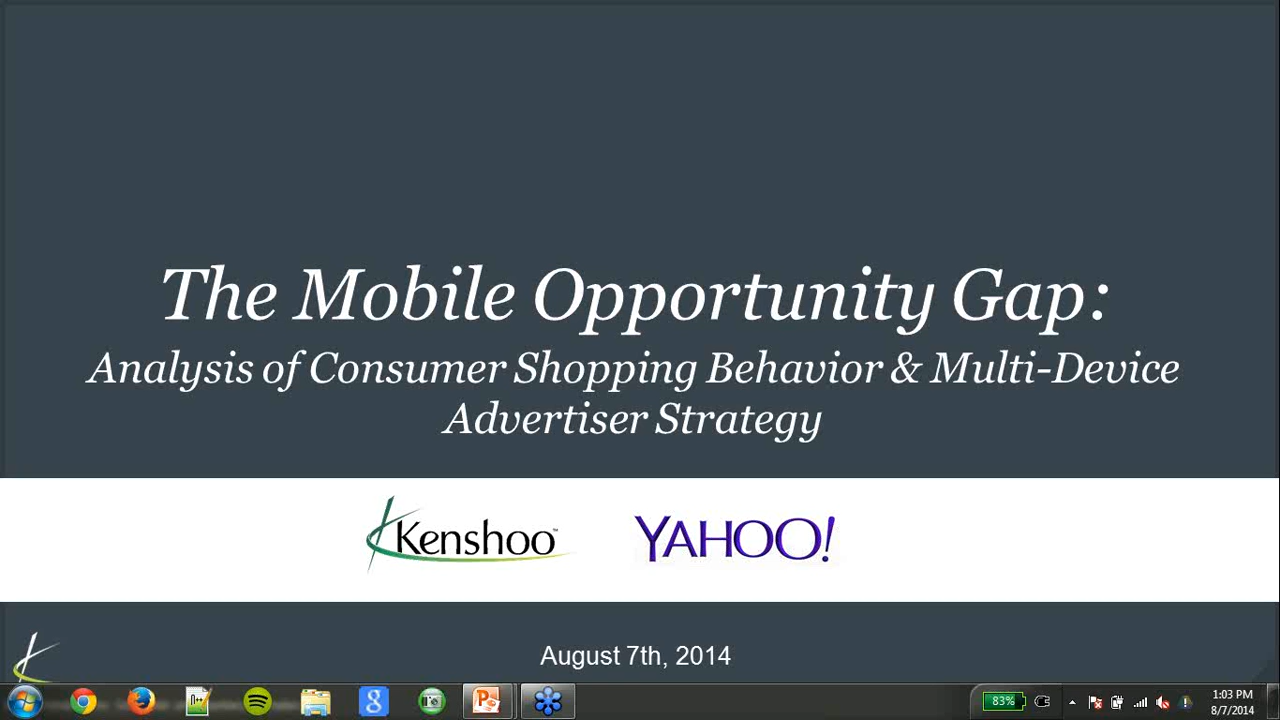 The Mobile Opportunity Gap:
Analysis of Consumer Shopping Behavior & Multi-Device
Advertiser Strategy
Kenshoo™
YAHOO!
August 7th, 2014
83%
1:03 PM
8/7/2014